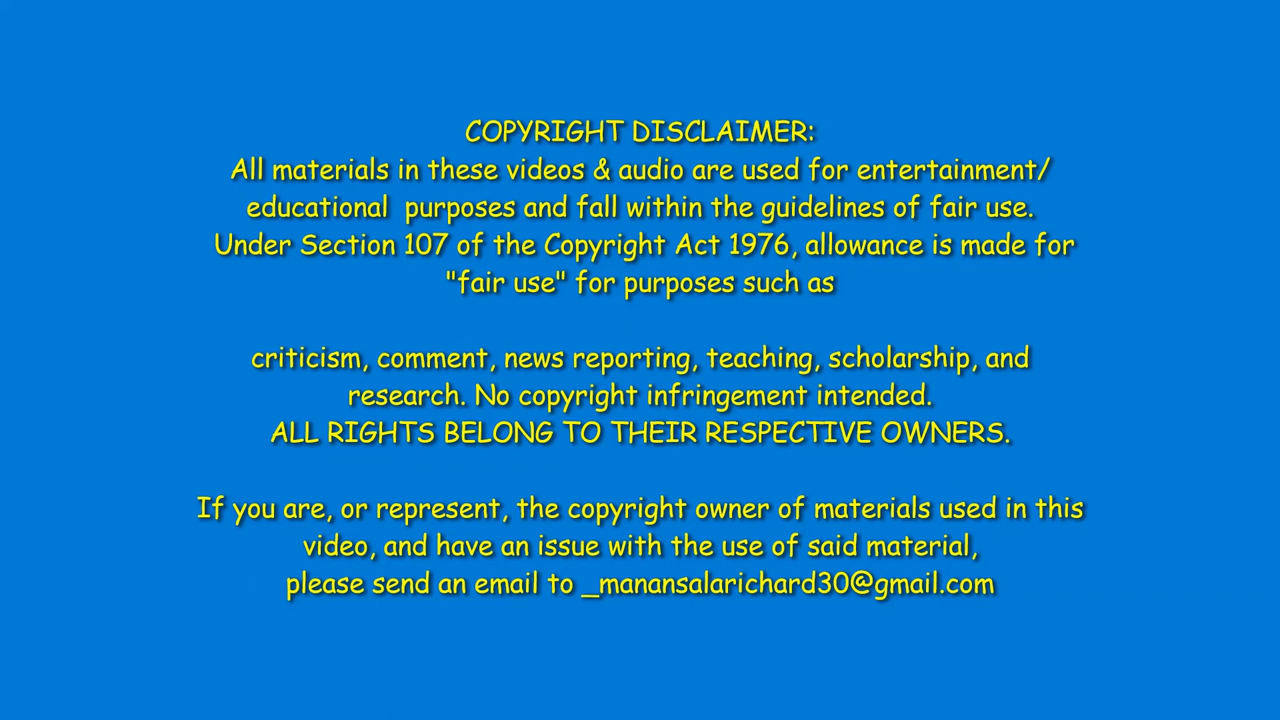 COPYRIGHT DISCLAIMER:
All materials in these videos & audio are used for entertainment/
educational  purposes and fall within the guidelines of fair use.
Under Section 107 of the Copyright Act 1976, allowance is made for
"fair use" for purposes such as
criticism, comment, news reporting, teaching, scholarship, and
research. No copyright infringement intended.
ALL RIGHTS BELONG TO THEIR RESPECTIVE OWNERS.
If you are, or represent, the copyright owner of materials used in this
video, and have an issue with the use of said material,
please send an email to _manansalarichard30@gmail.com